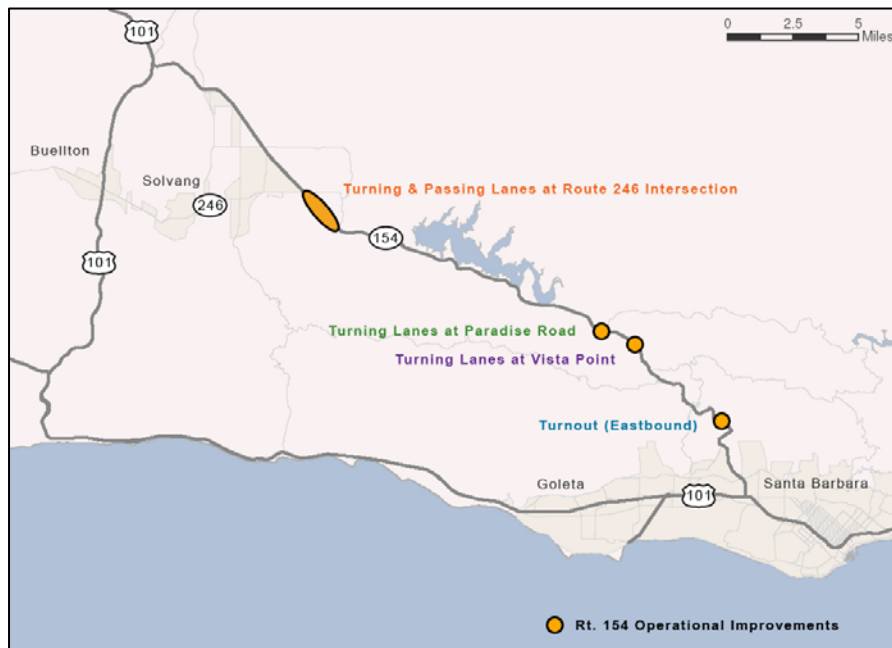 101
0 2.5 5
Miles
Buellton
Solvang
246
Turning & Passing Lanes at Route 246 Intersection
154
101
Turning Lanes at Paradise Road
Turning Lanes at Vista Point
Turnout (Eastbound)
Goleta
101
Santa Barbara
Rt. 154 Operational Improvements